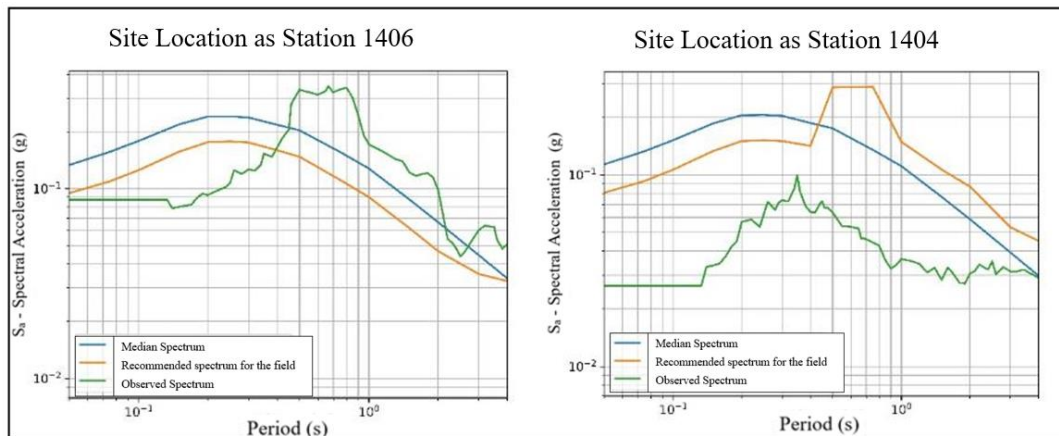 Site Location as Station 1406
Sₐ - Spectral Acceleration (g)
10⁻¹
10⁻²
Median Spectrum
Recommended spectrum for the field
Observed Spectrum
10⁻¹
10⁰
Period (s)
Site Location as Station 1404
Sₐ - Spectral Acceleration (g)
10⁻¹
10⁻²
Median Spectrum
Recommended spectrum for the field
Observed Spectrum
10⁻¹
10⁰
Period (s)